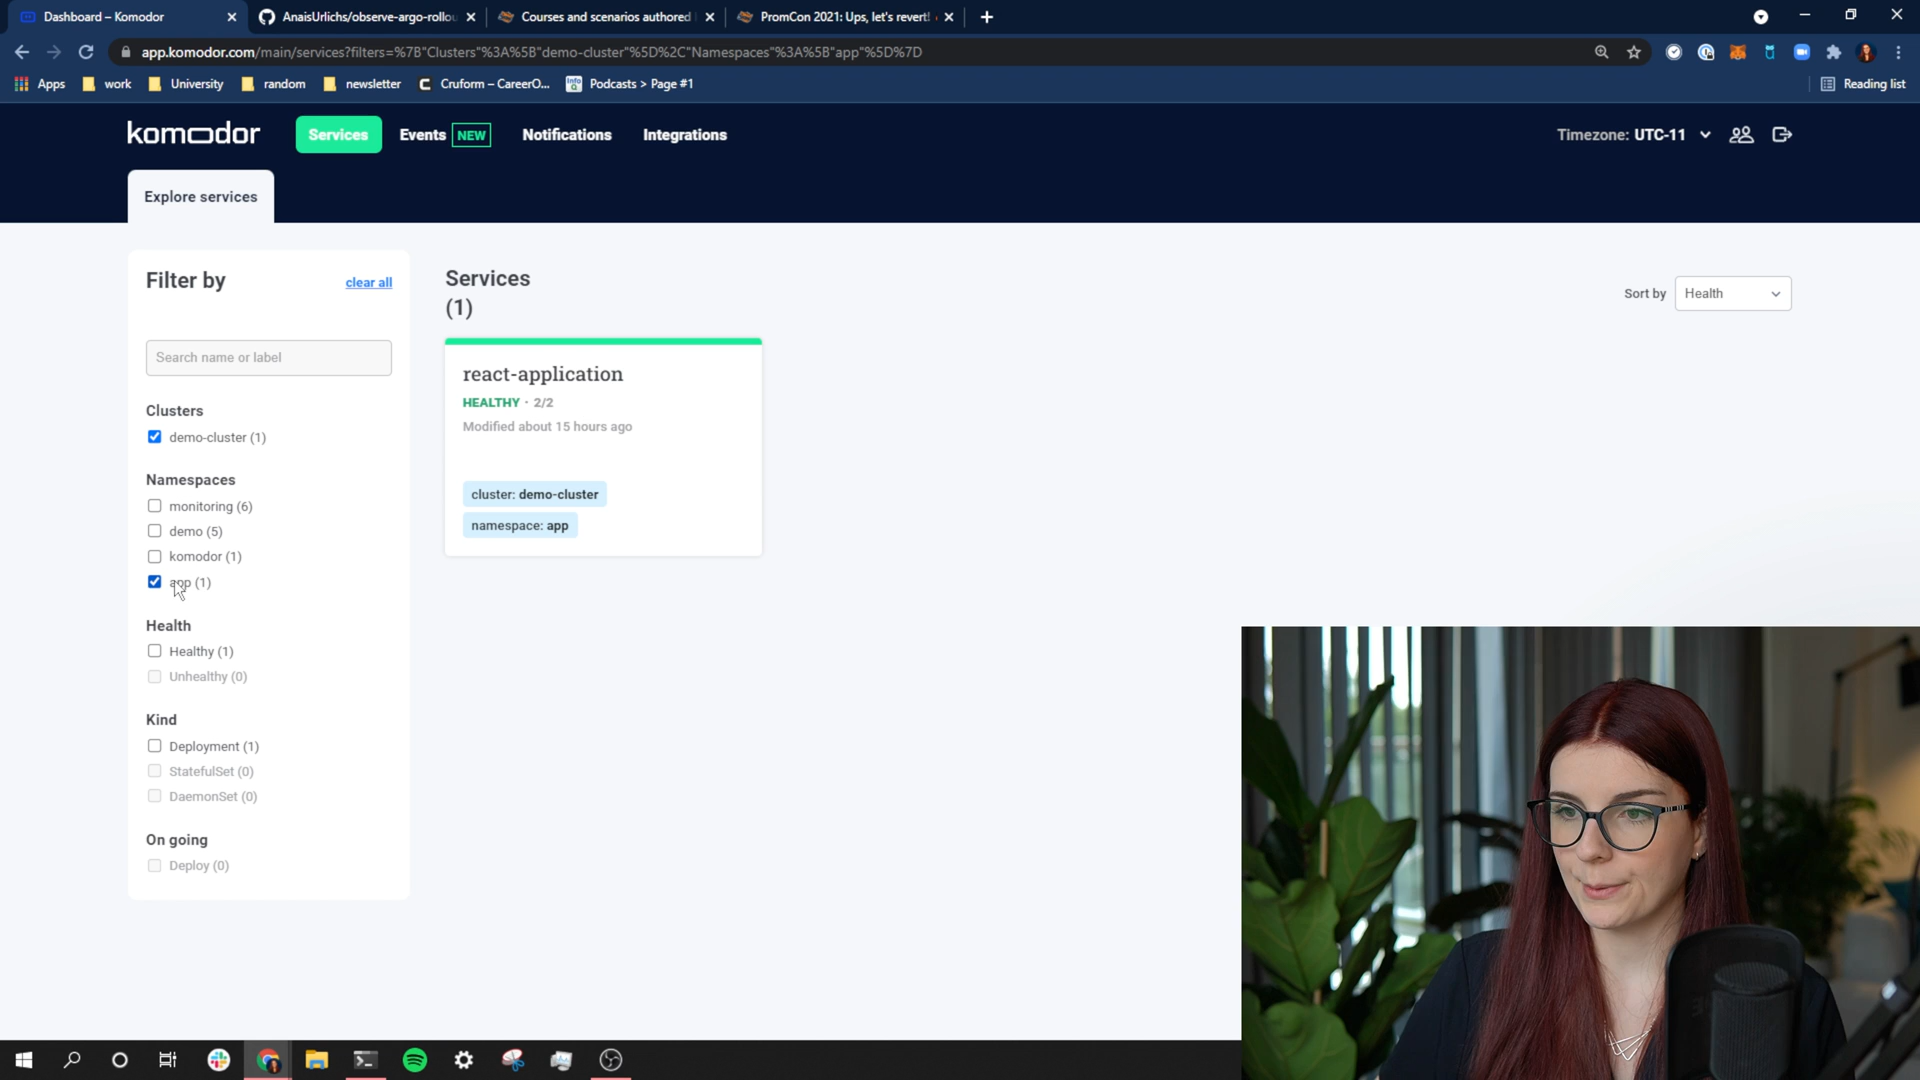 Dashboard – Komodor
AnaisUrlichs/observe-argo-rollou
Courses and scenarios authored
PromCon 2021: Ups, let's revert!
app.komodor.com/main/services?filters=%7B"Clusters"%3A%5B"demo-cluster"%5D%2C"Namespaces"%3A%5B"app"%5D%7D
Apps
work
University
random
newsletter
Cruform – CareerO...
Podcasts > Page #1
Reading list
komodor
Services
Events NEW
Notifications
Integrations
Timezone: UTC-11
Explore services
Filter by
clear all
Search name or label
Clusters
demo-cluster (1)
Namespaces
monitoring (6)
demo (5)
komodor (1)
app (1)
Health
Healthy (1)
Unhealthy (0)
Kind
Deployment (1)
StatefulSet (0)
DaemonSet (0)
On going
Deploy (0)
Services
(1)
Sort by
Health
react-application
HEALTHY · 2/2
Modified about 15 hours ago
cluster: demo-cluster
namespace: app